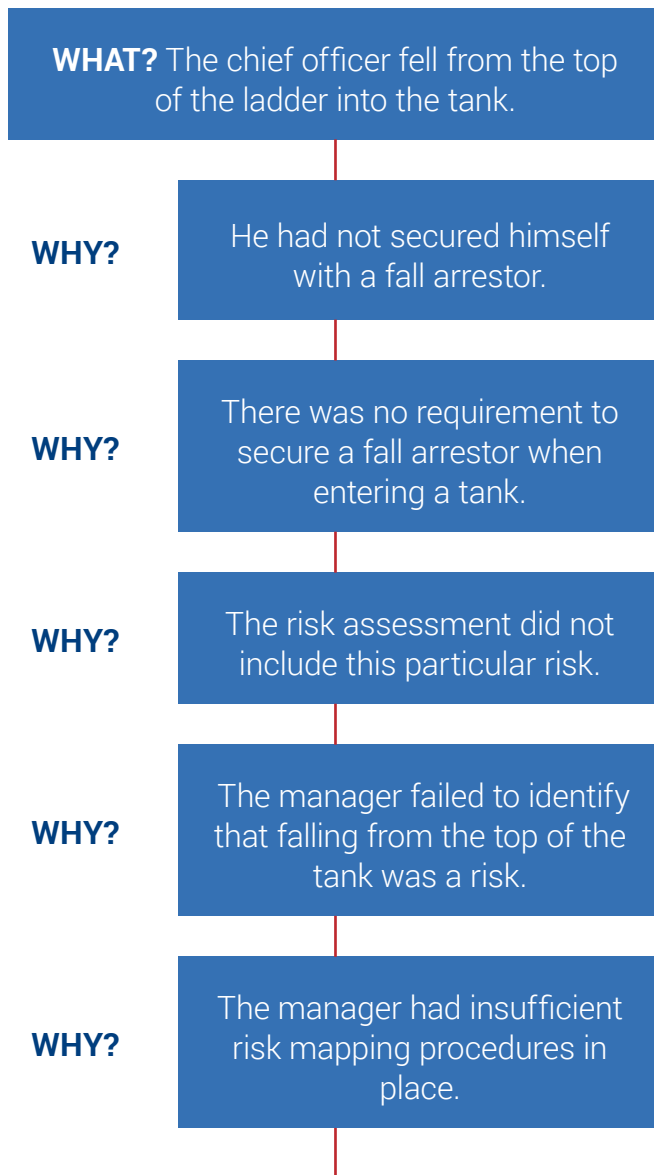 WHAT? The chief officer fell from the top
of the ladder into the tank.
WHY?
He had not secured himself
with a fall arrestor.
WHY?
There was no requirement to
secure a fall arrestor when
entering a tank.
WHY?
The risk assessment did not
include this particular risk.
WHY?
The manager failed to identify
that falling from the top of the
tank was a risk.
WHY?
The manager had insufficient
risk mapping procedures in
place.